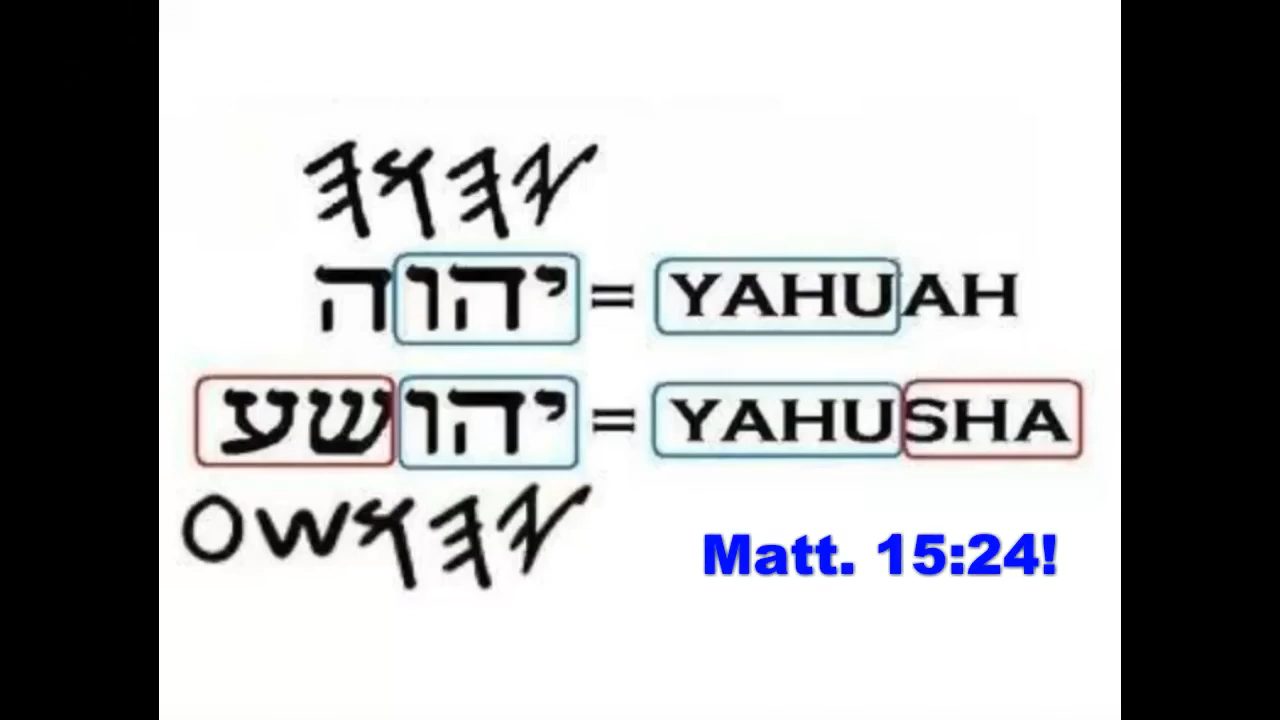 𐤉𐤄𐤅𐤄
יהוה = YAHUAH
יהושע = YAHUSHA
𐤉𐤄𐤅𐤔𐤏
Matt. 15:24!